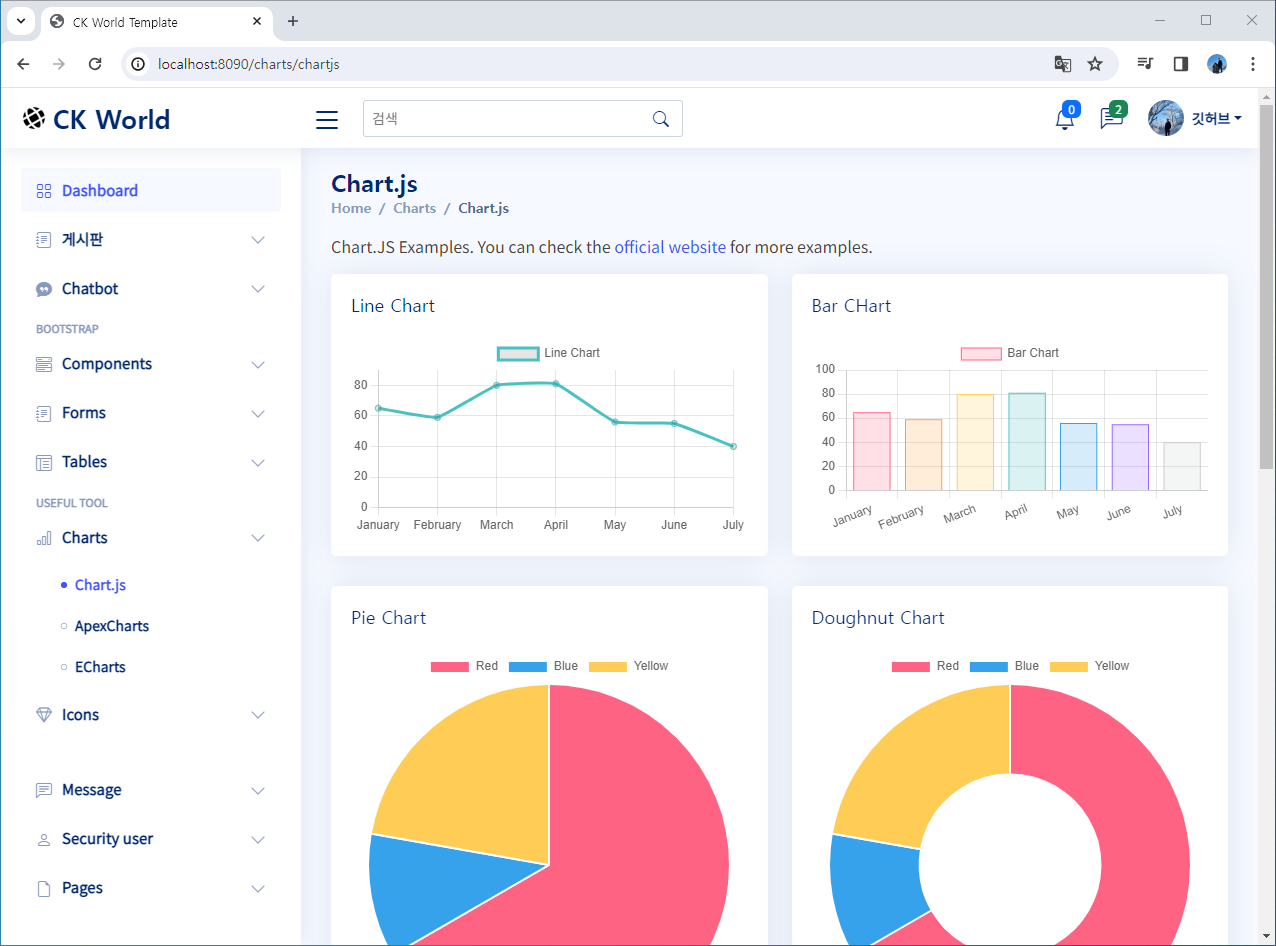 CK World Template
localhost:8090/charts/chartjs
CK World
검색
0
2
깃허브
Dashboard
게시판
Chatbot
BOOTSTRAP
Components
Forms
Tables
USEFUL TOOL
Charts
Chart.js
ApexCharts
ECharts
Icons
Message
Security user
Pages
Chart.js
Home / Charts / Chart.js
Chart.JS Examples. You can check the official website for more examples.
Line Chart
Line Chart
80
60
40
20
0
January February March April May June July
Bar CHart
Bar Chart
100
80
60
40
20
0
January February March April May June July
Pie Chart
Red Blue Yellow
Doughnut Chart
Red Blue Yellow